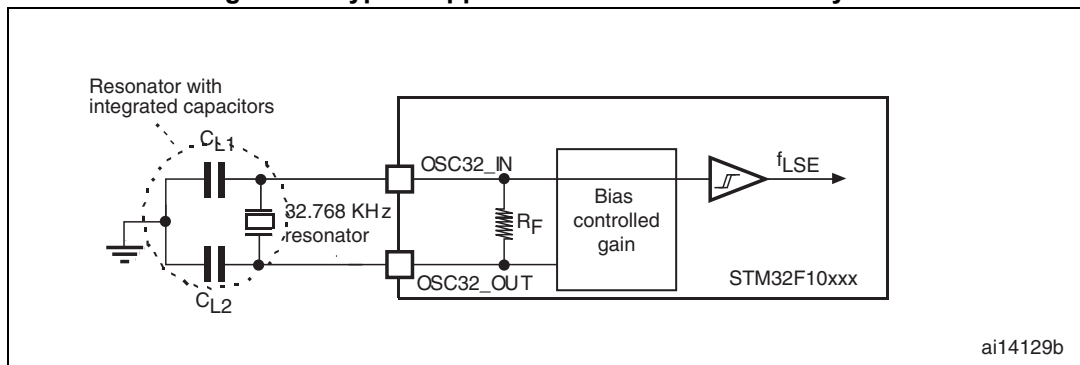 Resonator with
integrated capacitors
CL1
OSC32_IN
fLSE
32.768 KHz
resonator
RF
Bias
controlled
gain
OSC32_OUT
STM32F10xxx
CL2
ai14129b